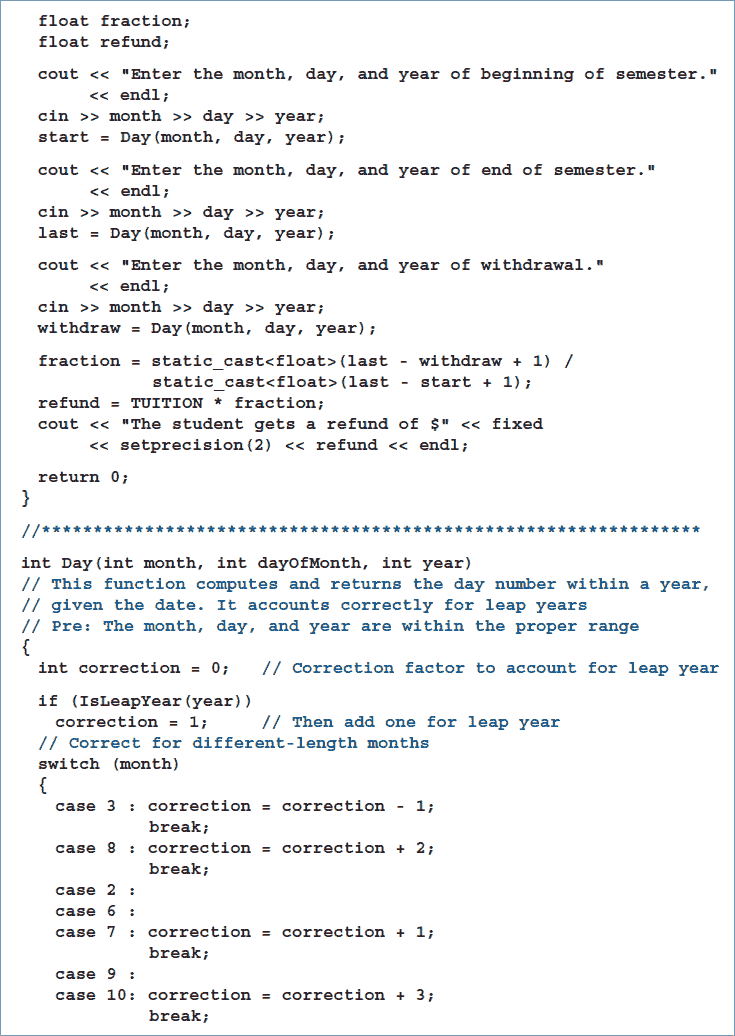 float fraction;
float refund;
cout << "Enter the month, day, and year of beginning of semester."
<< endl;
cin >> month >> day >> year;
start = Day(month, day, year);
cout << "Enter the month, day, and year of end of semester."
<< endl;
cin >> month >> day >> year;
last = Day(month, day, year);
cout << "Enter the month, day, and year of withdrawal."
<< endl;
cin >> month >> day >> year;
withdraw = Day(month, day, year);
fraction = static_cast<float>(last - withdraw + 1) /
static_cast<float>(last - start + 1);
refund = TUITION * fraction;
cout << "The student gets a refund of $" << fixed
<< setprecision(2) << refund << endl;
return 0;
}
//****************************************************************
int Day(int month, int dayOfMonth, int year)
// This function computes and returns the day number within a year,
// given the date. It accounts correctly for leap years
// Pre: The month, day, and year are within the proper range
{
int correction = 0; // Correction factor to account for leap year
if (IsLeapYear(year))
correction = 1; // Then add one for leap year
// Correct for different-length months
switch (month)
{
case 3 : correction = correction - 1;
break;
case 8 : correction = correction + 2;
break;
case 2 :
case 6 :
case 7 : correction = correction + 1;
break;
case 9 :
case 10: correction = correction + 3;
break;